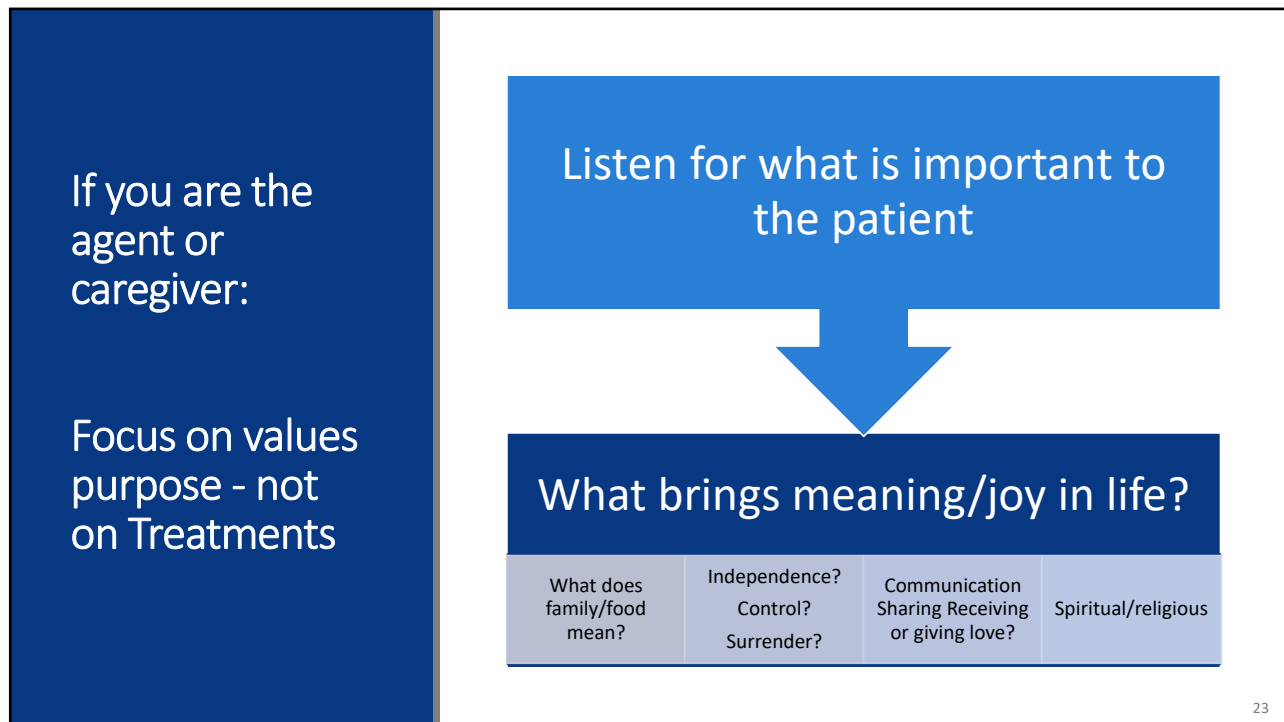 If you are the
agent or
caregiver:
Focus on values
purpose - not
on Treatments
Listen for what is important to
the patient
What brings meaning/joy in life?
What does
family/food
mean?
Independence?
Control?
Surrender?
Communication
Sharing Receiving
or giving love?
Spiritual/religious
23